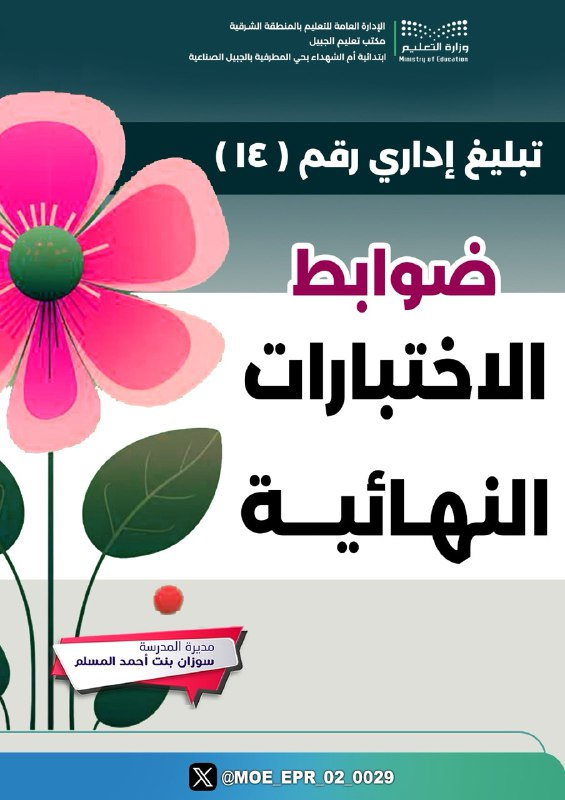 الإدارة العامة للتعليم بالمنطقة الشرقية
مكتب تعليم الجبيل
ابتدائية أم الشهداء بحي المطرفية بالجبيل الصناعية
وزارة التعليم
Ministry of Education
تبليغ إداري رقم ( ١٤ )
ضوابط
الاختبارات
النهائيــة
مديرة المدرسة
سوزان بنت أحمد المسلم
@MOE_EPR_02_0029